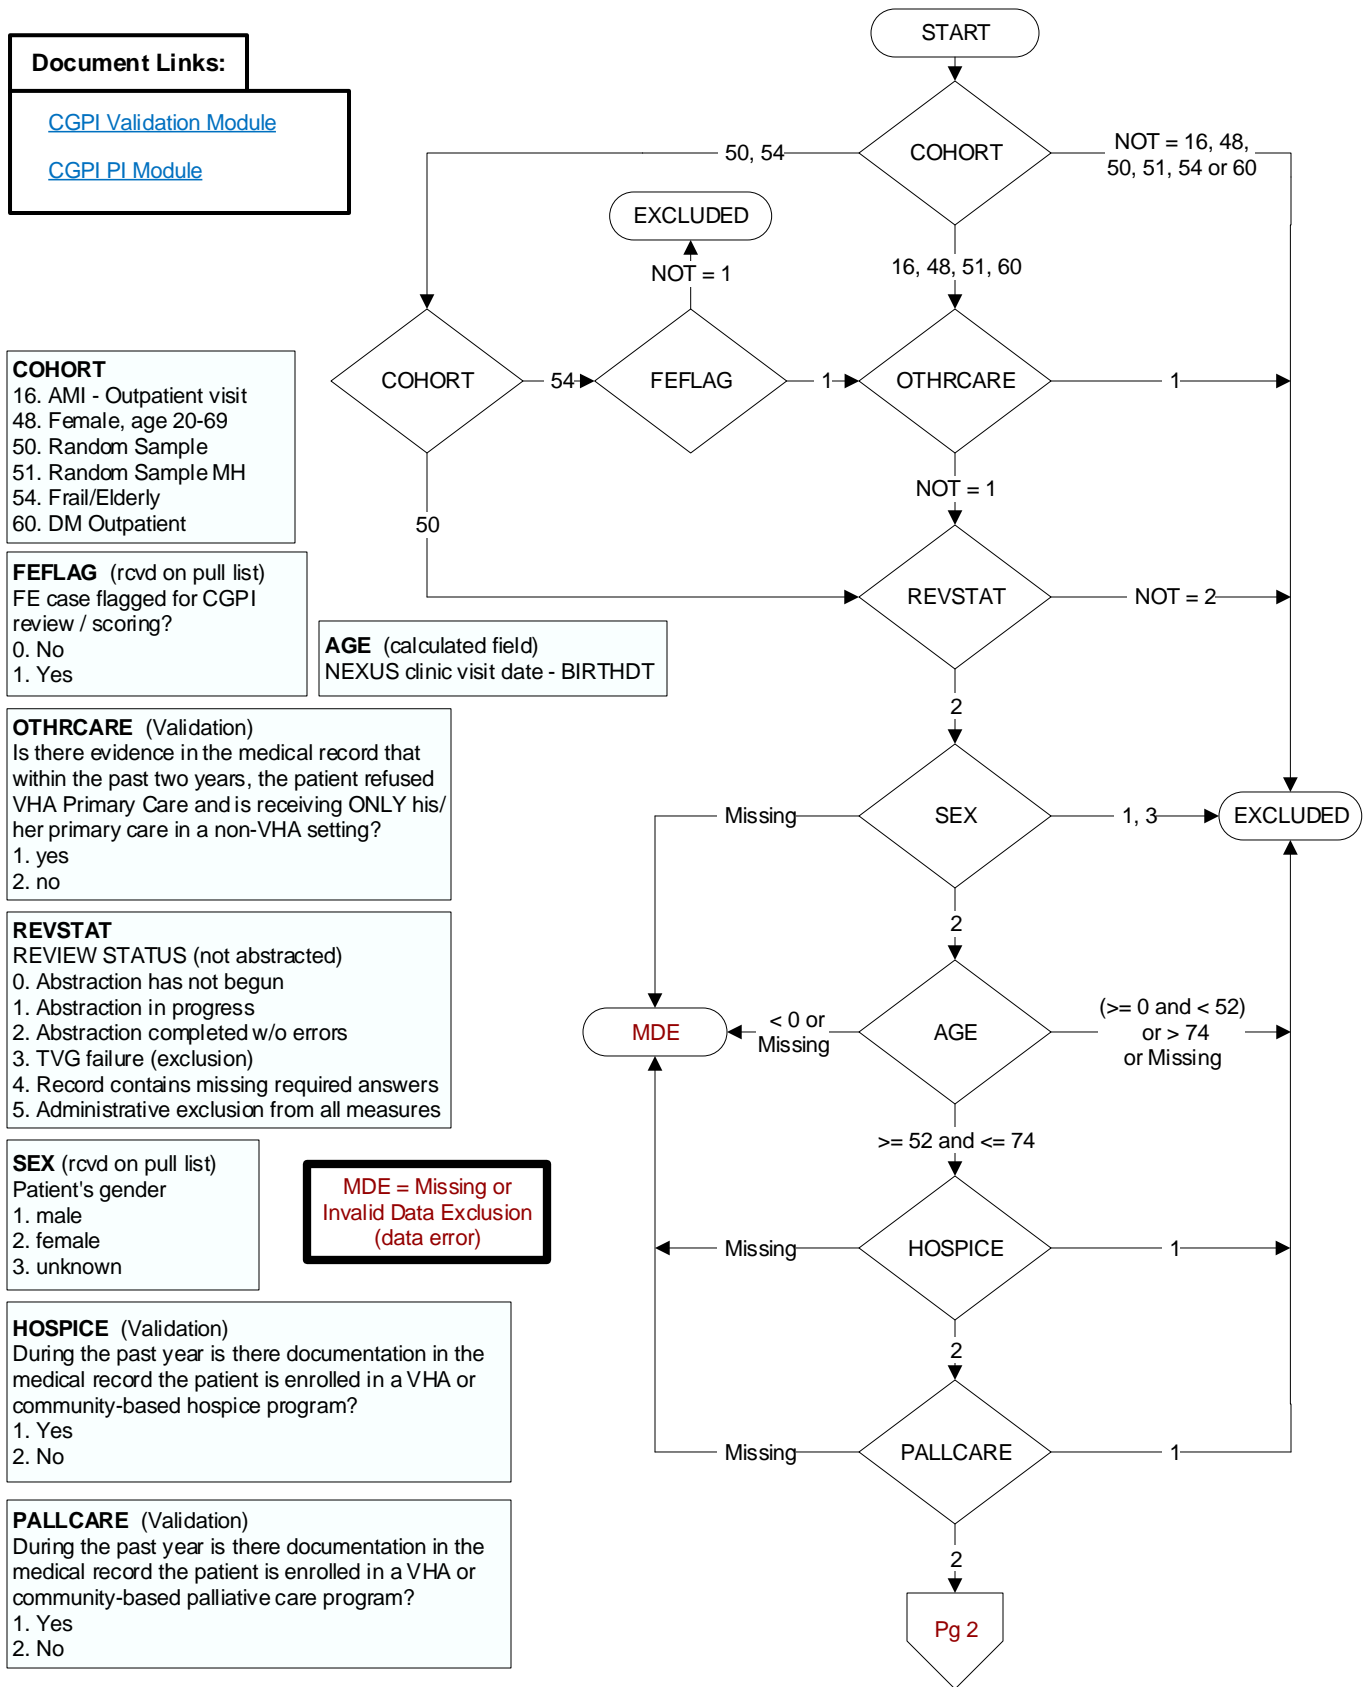 Document Links:
CGPI Validation Module
CGPI PI Module
START
COHORT
50, 54
NOT = 16, 48,
50, 51, 54 or 60
EXCLUDED
NOT = 1
16, 48, 51, 60
COHORT
54
FEFLAG
1
OTHRCARE
1
NOT = 1
50
REVSTAT
NOT = 2
2
Missing
SEX
1, 3
EXCLUDED
2
MDE
< 0 or
Missing
AGE
(>= 0 and < 52)
or > 74
or Missing
>= 52 and <= 74
Missing
HOSPICE
1
2
Missing
PALLCARE
1
2
Pg 2
COHORT
16. AMI - Outpatient visit
48. Female, age 20-69
50. Random Sample
51. Random Sample MH
54. Frail/Elderly
60. DM Outpatient
FEFLAG (rcvd on pull list)
FE case flagged for CGPI
review / scoring?
0. No
1. Yes
AGE (calculated field)
NEXUS clinic visit date - BIRTHDT
OTHRCARE (Validation)
Is there evidence in the medical record that
within the past two years, the patient refused
VHA Primary Care and is receiving ONLY his/
her primary care in a non-VHA setting?
1. yes
2. no
REVSTAT
REVIEW STATUS (not abstracted)
0. Abstraction has not begun
1. Abstraction in progress
2. Abstraction completed w/o errors
3. TVG failure (exclusion)
4. Record contains missing required answers
5. Administrative exclusion from all measures
SEX (rcvd on pull list)
Patient's gender
1. male
2. female
3. unknown
MDE = Missing or
Invalid Data Exclusion
(data error)
HOSPICE (Validation)
During the past year is there documentation in the
medical record the patient is enrolled in a VHA or
community-based hospice program?
1. Yes
2. No
PALLCARE (Validation)
During the past year is there documentation in the
medical record the patient is enrolled in a VHA or
community-based palliative care program?
1. Yes
2. No